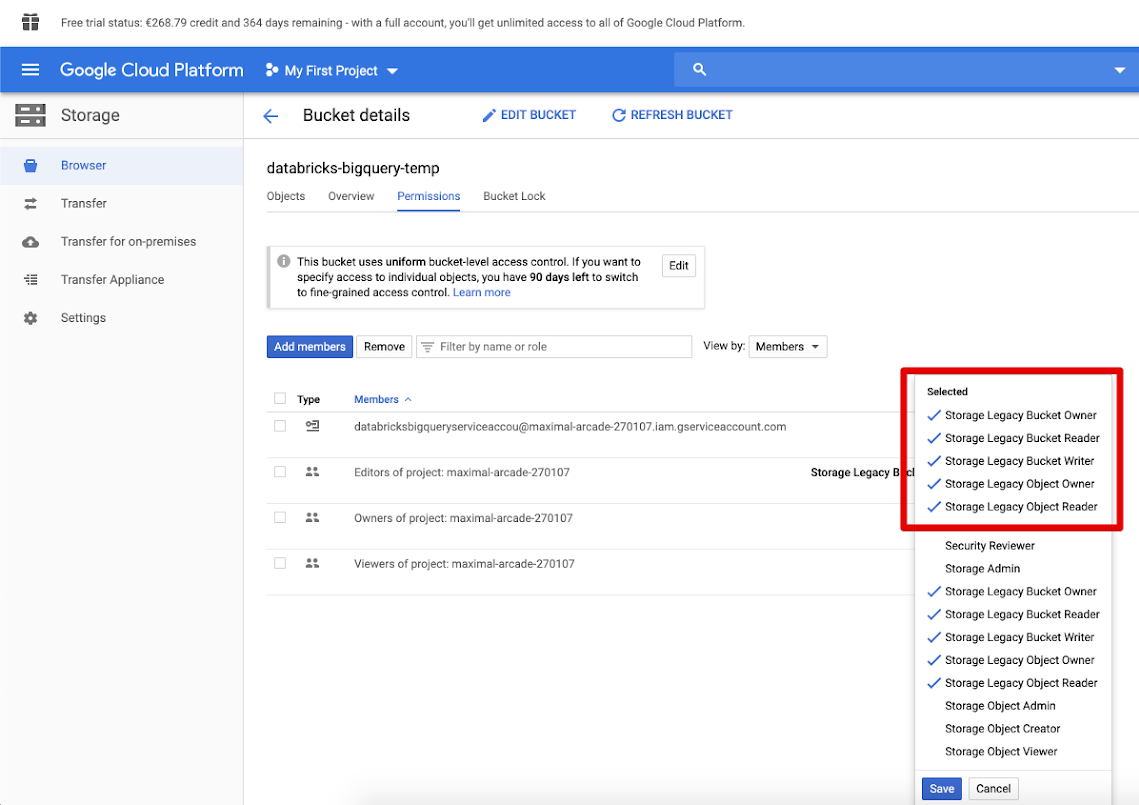 Free trial status: €268.79 credit and 364 days remaining - with a full account, you'll get unlimited access to all of Google Cloud Platform.
Google Cloud Platform
My First Project
Storage
Bucket details
EDIT BUCKET
REFRESH BUCKET
Browser
Transfer
Transfer for on-premises
Transfer Appliance
Settings
databricks-bigquery-temp
Objects
Overview
Permissions
Bucket Lock
This bucket uses uniform bucket-level access control. If you want to
specify access to individual objects, you have 90 days left to switch
to fine-grained access control. Learn more
Edit
Add members
Remove
Filter by name or role
View by:
Members
Type
Members
databricksbigqueryserviceaccou@maximal-arcade-270107.iam.gserviceaccount.com
Editors of project: maximal-arcade-270107
Storage Legacy
Owners of project: maximal-arcade-270107
Viewers of project: maximal-arcade-270107
Selected
Storage Legacy Bucket Owner
Storage Legacy Bucket Reader
Storage Legacy Bucket Writer
Storage Legacy Object Owner
Storage Legacy Object Reader
Security Reviewer
Storage Admin
Storage Legacy Bucket Owner
Storage Legacy Bucket Reader
Storage Legacy Bucket Writer
Storage Legacy Object Owner
Storage Legacy Object Reader
Storage Object Admin
Storage Object Creator
Storage Object Viewer
Save
Cancel